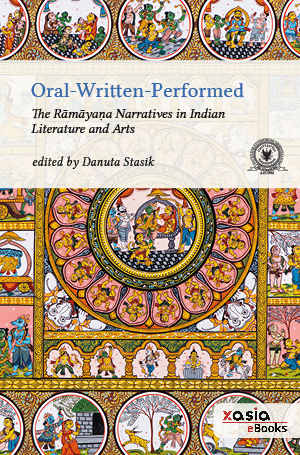 Oral-Written-Performed
The Rāmāyaṇa Narratives in Indian
Literature and Arts
edited by Danuta Stasik
xasia
eBooks